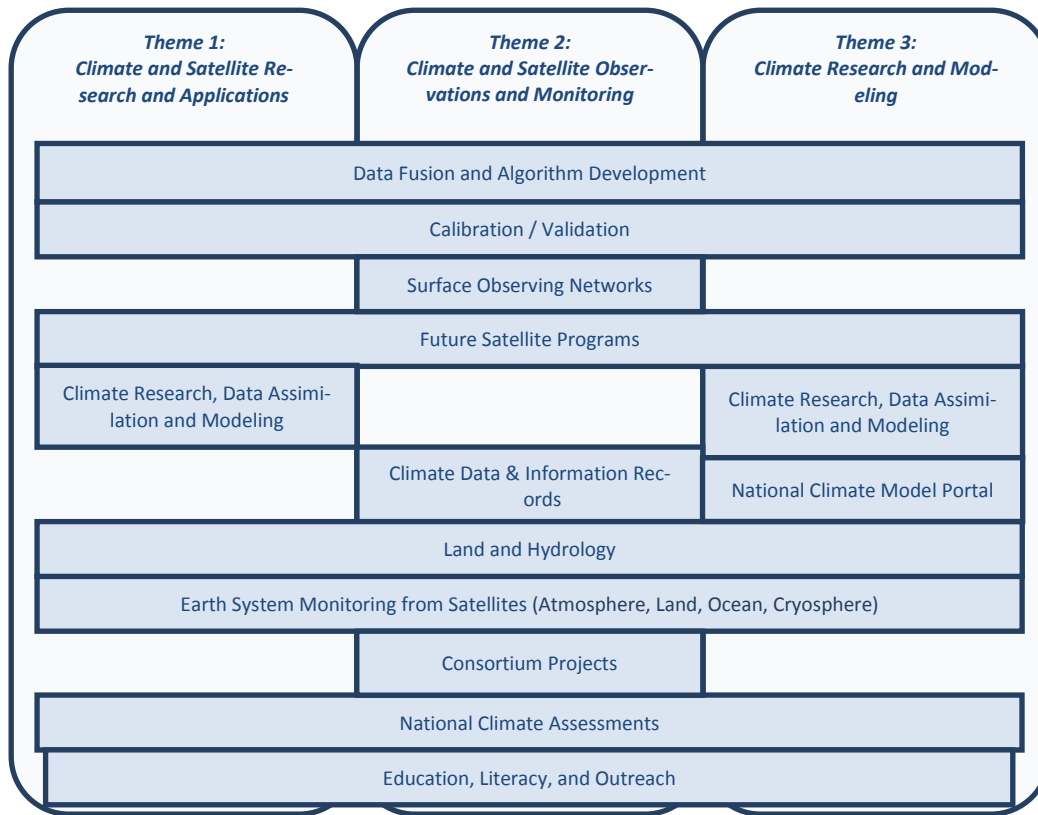 Theme 1:
Climate and Satellite Re-
search and Applications
Theme 2:
Climate and Satellite Obser-
vations and Monitoring
Theme 3:
Climate Research and Mod-
eling
Data Fusion and Algorithm Development
Calibration / Validation
Surface Observing Networks
Future Satellite Programs
Climate Research, Data Assimi-
lation and Modeling
Climate Research, Data Assimi-
lation and Modeling
Climate Data & Information Rec-
ords
National Climate Model Portal
Land and Hydrology
Earth System Monitoring from Satellites (Atmosphere, Land, Ocean, Cryosphere)
Consortium Projects
National Climate Assessments
Education, Literacy, and Outreach